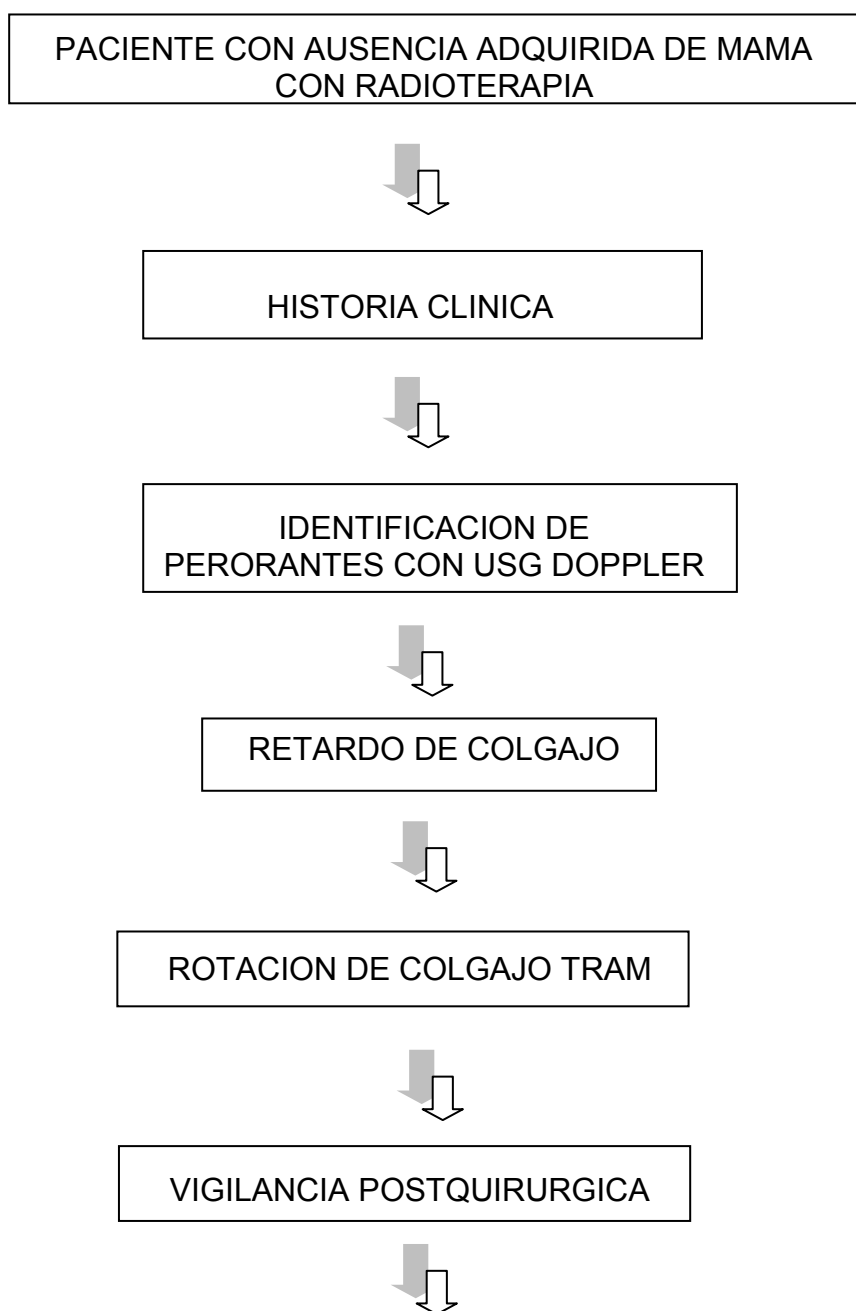 PACIENTE CON AUSENCIA ADQUIRIDA DE MAMA
CON RADIOTERAPIA
HISTORIA CLINICA
IDENTIFICACION DE
PERORANTES CON USG DOPPLER
RETARDO DE COLGAJO
ROTACION DE COLGAJO TRAM
VIGILANCIA POSTQUIRURGICA